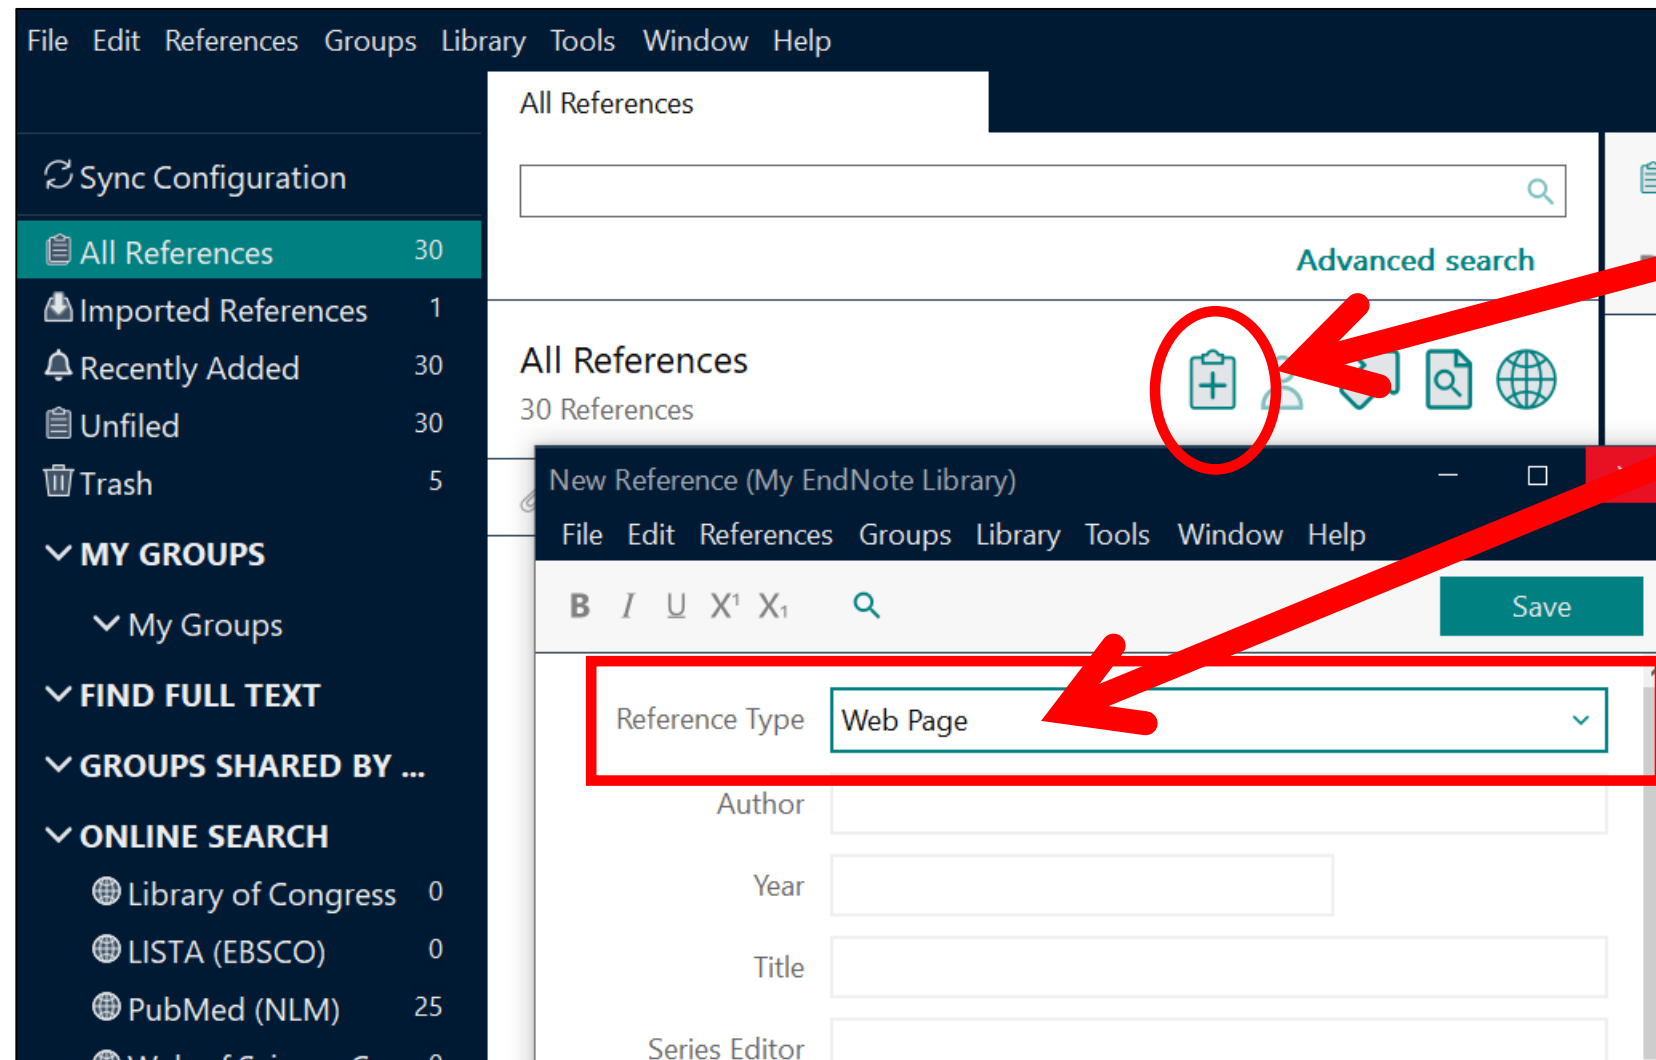 File Edit References Groups Library Tools Window Help
All References
Sync Configuration
All References 30
Imported References 1
Recently Added 30
Unfiled 30
Trash 5
MY GROUPS
My Groups
FIND FULL TEXT
GROUPS SHARED BY ...
ONLINE SEARCH
Library of Congress 0
LISTA (EBSCO) 0
PubMed (NLM) 25
Advanced search
All References
30 References
New Reference (My EndNote Library)
File Edit References Groups Library Tools Window Help
B I U X¹ X₁
Save
Reference Type Web Page
Author
Year
Title
Series Editor